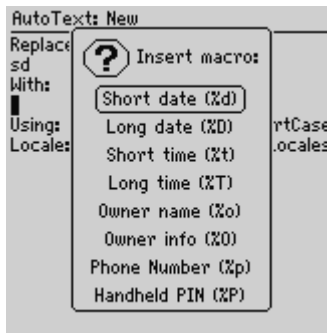 AutoText: New
Replace
sd
With:
Using:
Locale:
Insert macro:
Short date (%d)
Long date (%D)
Short time (%t)
Long time (%T)
Owner name (%o)
Owner info (%O)
Phone Number (%p)
Handheld PIN (%P)
rtCase
ocales